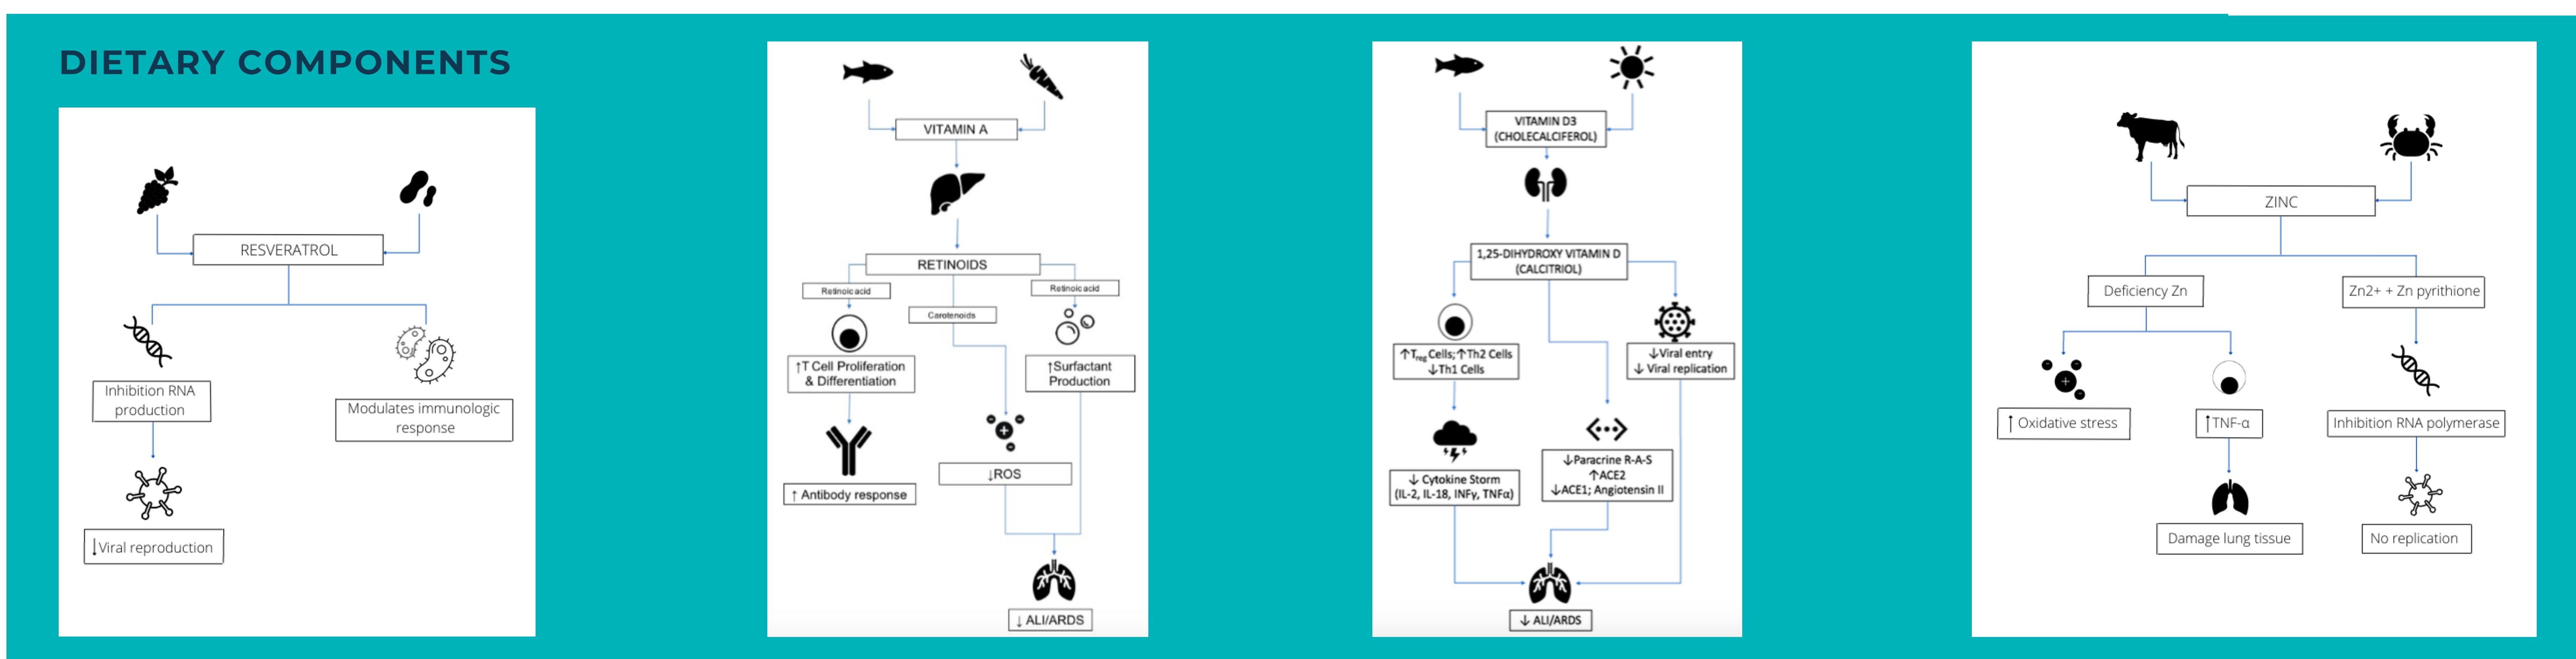 DIETARY COMPONENTS
RESVERATROL
Inhibition RNA
production
↓Viral reproduction
Modulates immunologic
response
VITAMIN A
RETINOIDS
Retinoic acid
Carotenoids
Retinoic acid
↑T Cell Proliferation
& Differentiation
↑Surfactant
Production
↑ Antibody response
↓ROS
↓ ALI/ARDS
VITAMIN D3
(CHOLECALCIFEROL)
1,25-DIHYDROXY VITAMIN D
(CALCITRIOL)
↑Treg Cells;↑Th2 Cells
↓Th1 Cells
↓Viral entry
↓ Viral replication
↓ Cytokine Storm
(IL-2, IL-18, INFγ, TNFα)
↓Paracrine R-A-S
↑ACE2
↓ACE1; Angiotensin II
↓ ALI/ARDS
ZINC
Deficiency Zn
Zn2+ + Zn pyrithione
↑ Oxidative stress
↑TNF-α
Inhibition RNA polymerase
Damage lung tissue
No replication